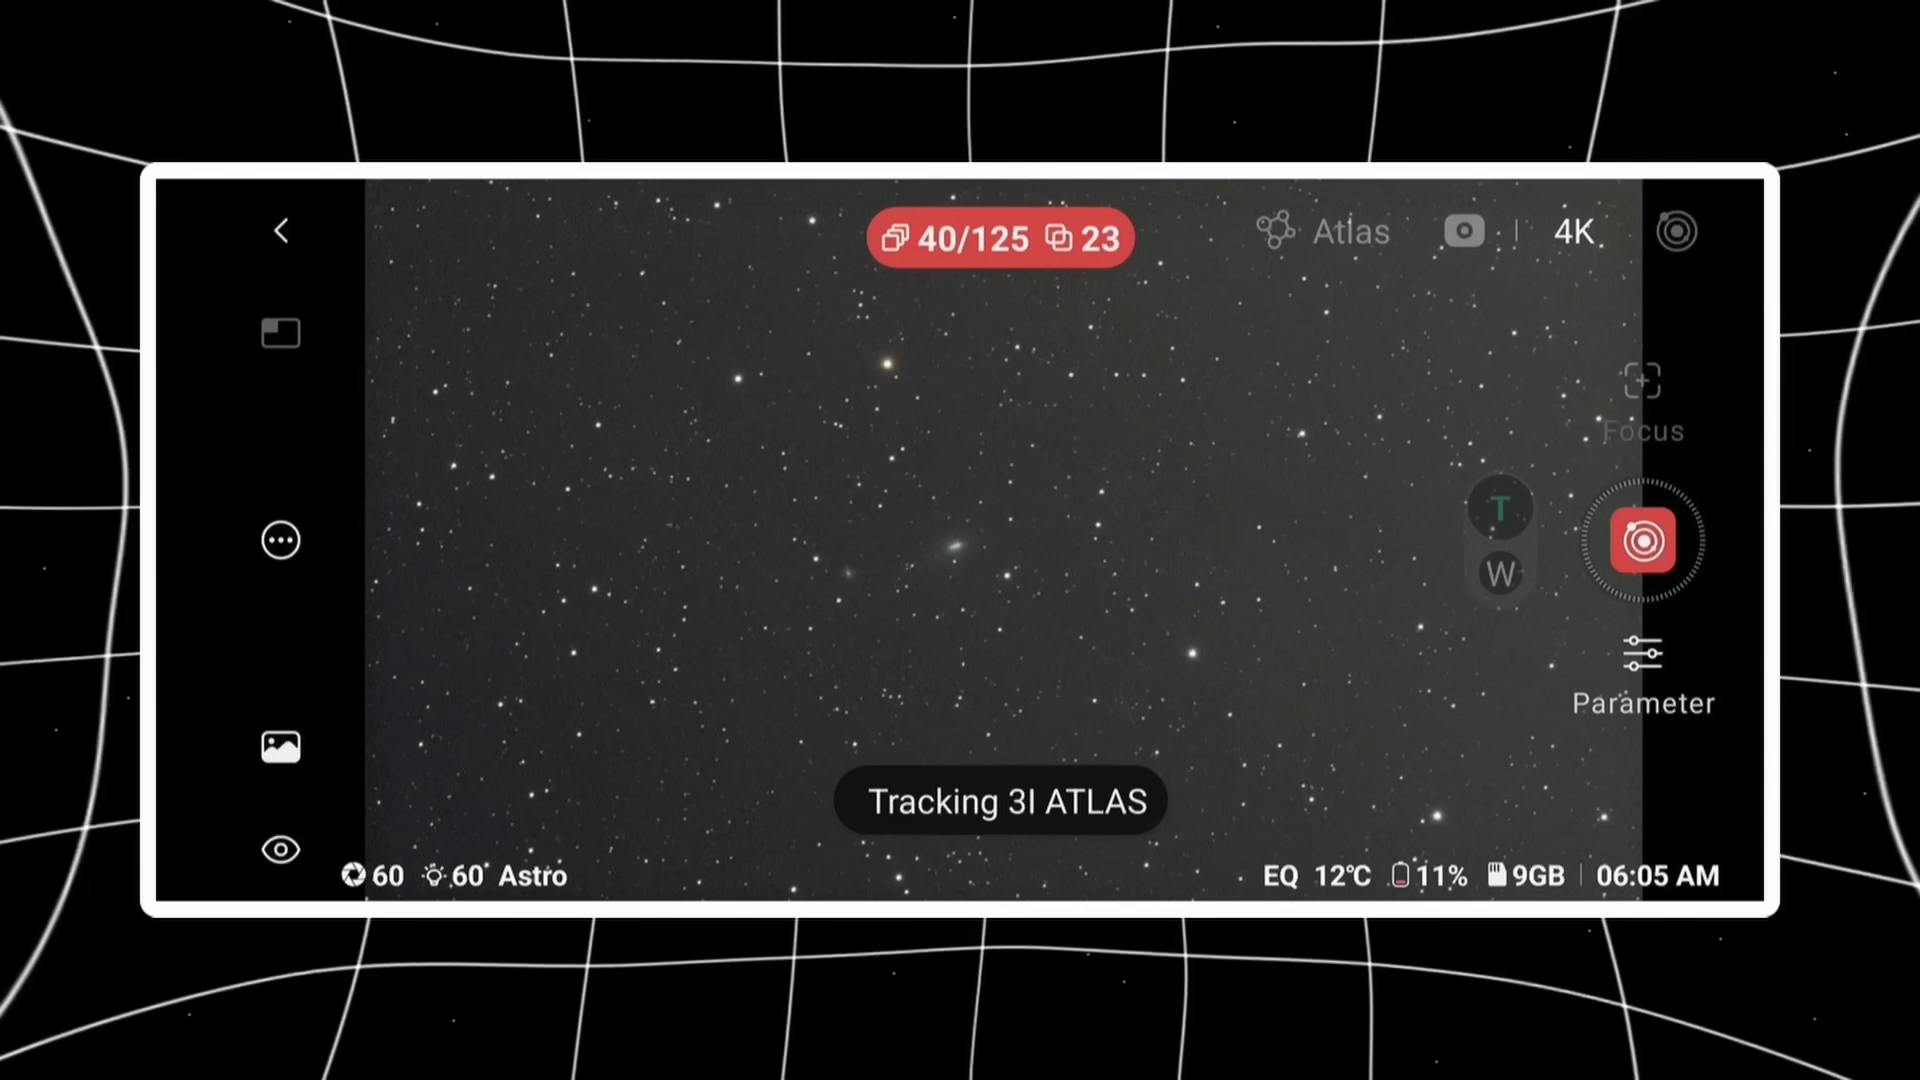 40/125 23
Atlas
4K
Focus
T
W
Parameter
Tracking 3I ATLAS
60 60° Astro
EQ 12°C 11% 9GB 06:05 AM